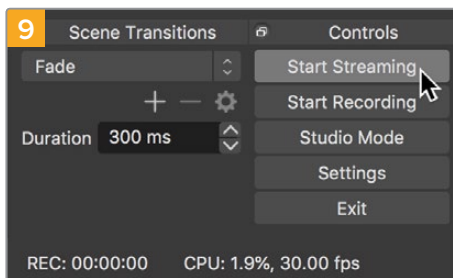 9
Scene Transitions
Controls
Fade
Start Streaming
Start Recording
Duration 300 ms
Studio Mode
Settings
Exit
REC: 00:00:00 CPU: 1.9%, 30.00 fps